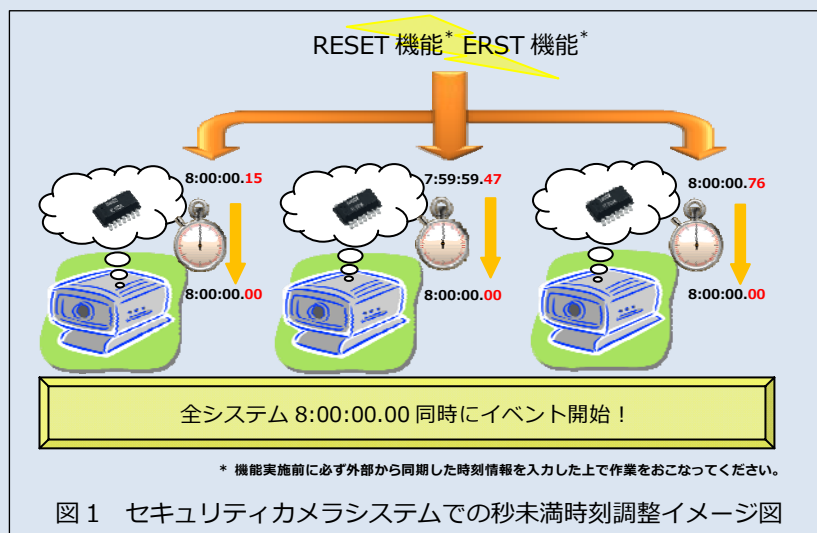 RESET 機能* ERST 機能*
8:00:00.15
7:59:59.47
8:00:00.76
8:00:00.00
8:00:00.00
8:00:00.00
全システム 8:00:00.00 同時にイベント開始！
* 機能実施前に必ず外部から同期した時刻情報を入力した上で作業をおこなってください。
図 1 セキュリティカメラシステムでの秒未満時刻調整イメージ図